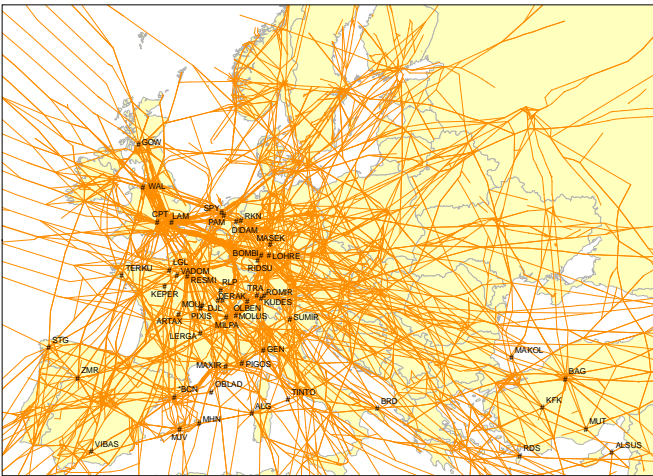 GOW
WAL
CPT
LAM
SPY
PAM
RKN
DIDAM
MASEK
BOMBI
LOHRE
RIDSU
TERKU
LGL
VADOM
RESMI
KEPER
RLP
TRA
ROMIR
DERAK
KUDES
MOU
DJL
OLBEN
PIXIS
MOLUS
ARTAX
MILPA
SUMIR
LERGA
STG
GEN
MAKOL
ZMR
MAXIR
PIGOS
BAG
BCN
OBLAD
TINTO
BRD
KFK
ALG
MHN
MJV
MUT
VIBAS
RDS
ALSUS